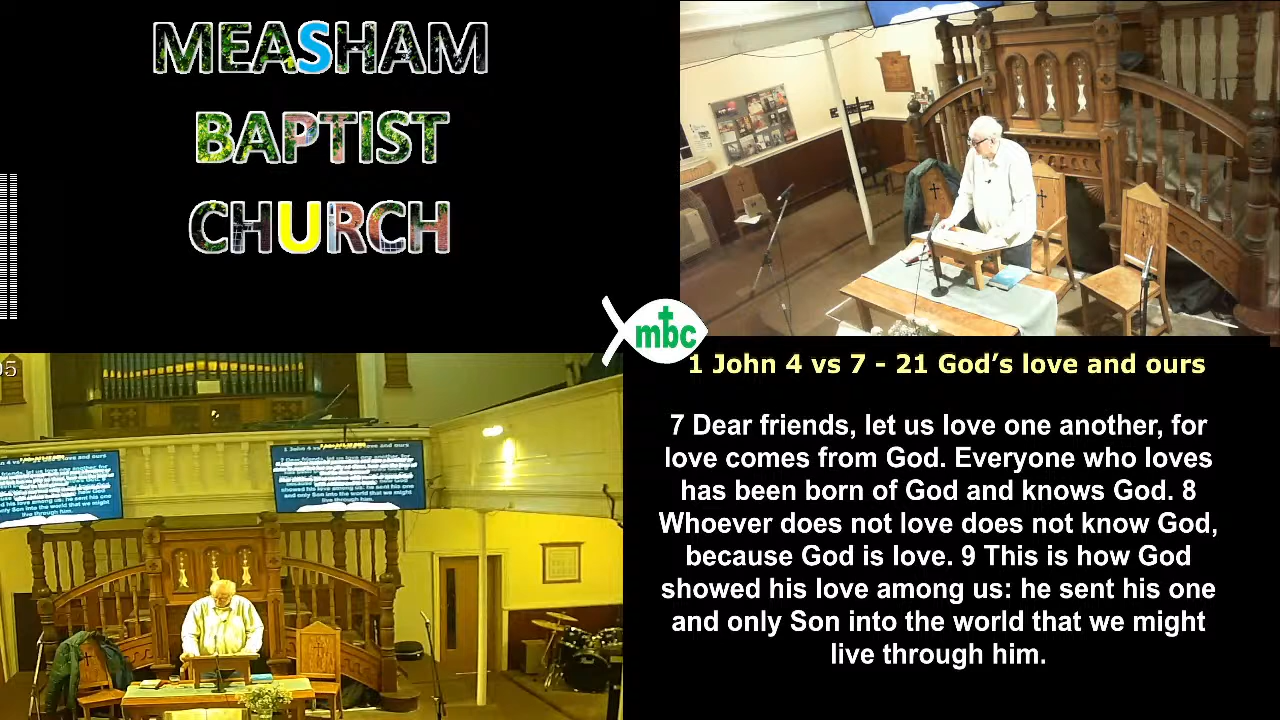 MEASHAM
BAPTIST
CHURCH
mbc
1 John 4 vs 7 - 21 God’s love and ours
7 Dear friends, let us love one another, for
love comes from God. Everyone who loves
has been born of God and knows God. 8
Whoever does not love does not know God,
because God is love. 9 This is how God
showed his love among us: he sent his one
and only Son into the world that we might
live through him.